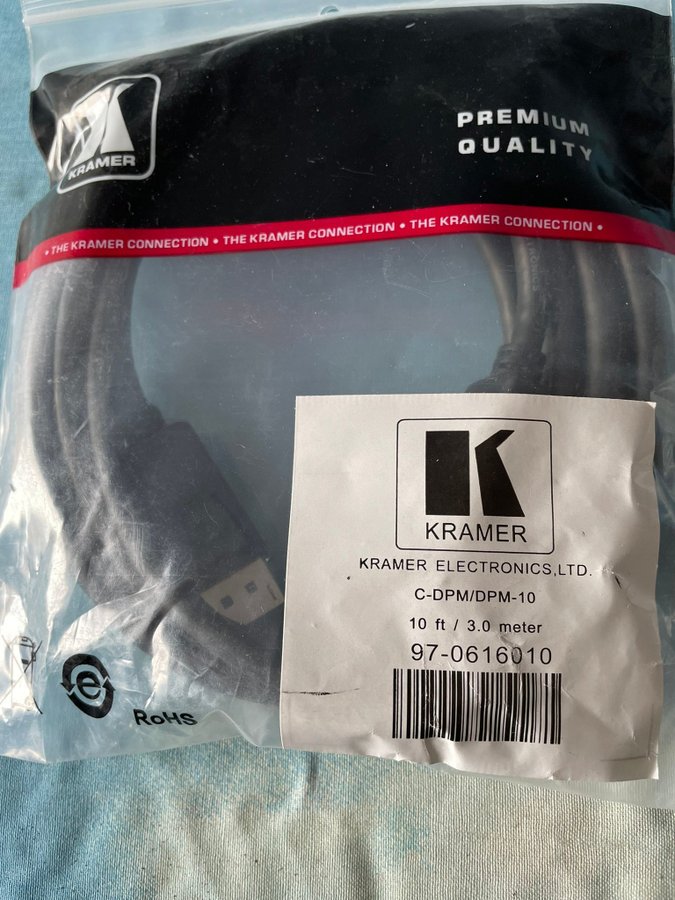 KRAMER
PREMIUM
QUALITY
• THE KRAMER CONNECTION • THE KRAMER CONNECTION • THE KRAMER CONNECTION •
K
KRAMER
KRAMER ELECTRONICS,LTD.
C-DPM/DPM-10
10 ft / 3.0 meter
97-0616010
e
RoHS